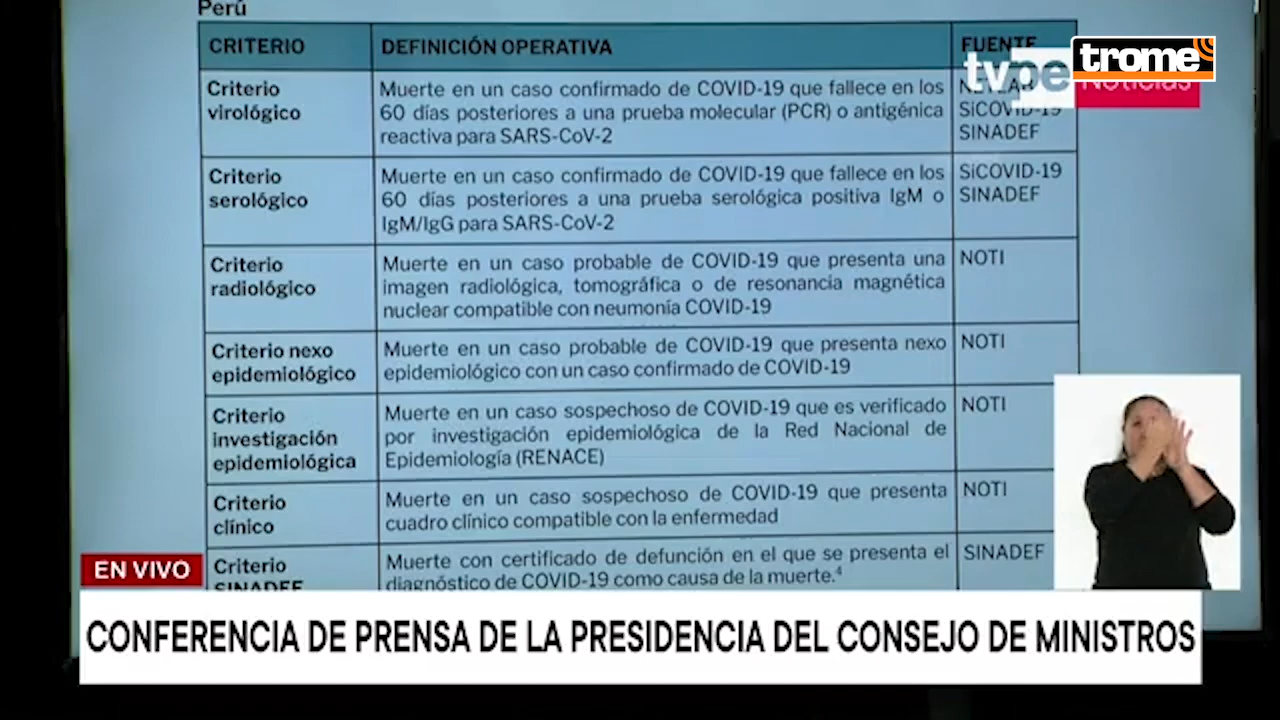 Perú
CRITERIO
DEFINICIÓN OPERATIVA
FUENTE
Criterio
virológico
Muerte en un caso confirmado de COVID-19 que fallece en los
60 días posteriores a una prueba molecular (PCR) o antigénica
reactiva para SARS-CoV-2
SiCOVID-19
SINADEF
Criterio
serológico
Muerte en un caso confirmado de COVID-19 que fallece en los
60 días posteriores a una prueba serológica positiva IgM o
IgM/IgG para SARS-CoV-2
SiCOVID-19
SINADEF
Criterio
radiológico
Muerte en un caso probable de COVID-19 que presenta una
imagen radiológica, tomográfica o de resonancia magnética
nuclear compatible con neumonía COVID-19
NOTI
Criterio nexo
epidemiológico
Muerte en un caso probable de COVID-19 que presenta nexo
epidemiológico con un caso confirmado de COVID-19
NOTI
Criterio
investigación
epidemiológica
Muerte en un caso sospechoso de COVID-19 que es verificado
por investigación epidemiológica de la Red Nacional de
Epidemiología (RENACE)
NOTI
Criterio
clínico
Muerte en un caso sospechoso de COVID-19 que presenta
cuadro clínico compatible con la enfermedad
NOTI
Criterio
SINADEF
Muerte con certificado de defunción en el que se presenta el
diagnóstico de COVID-19 como causa de la muerte.⁴
SINADEF
tvpe
trome
Noticias
EN VIVO
CONFERENCIA DE PRENSA DE LA PRESIDENCIA DEL CONSEJO DE MINISTROS